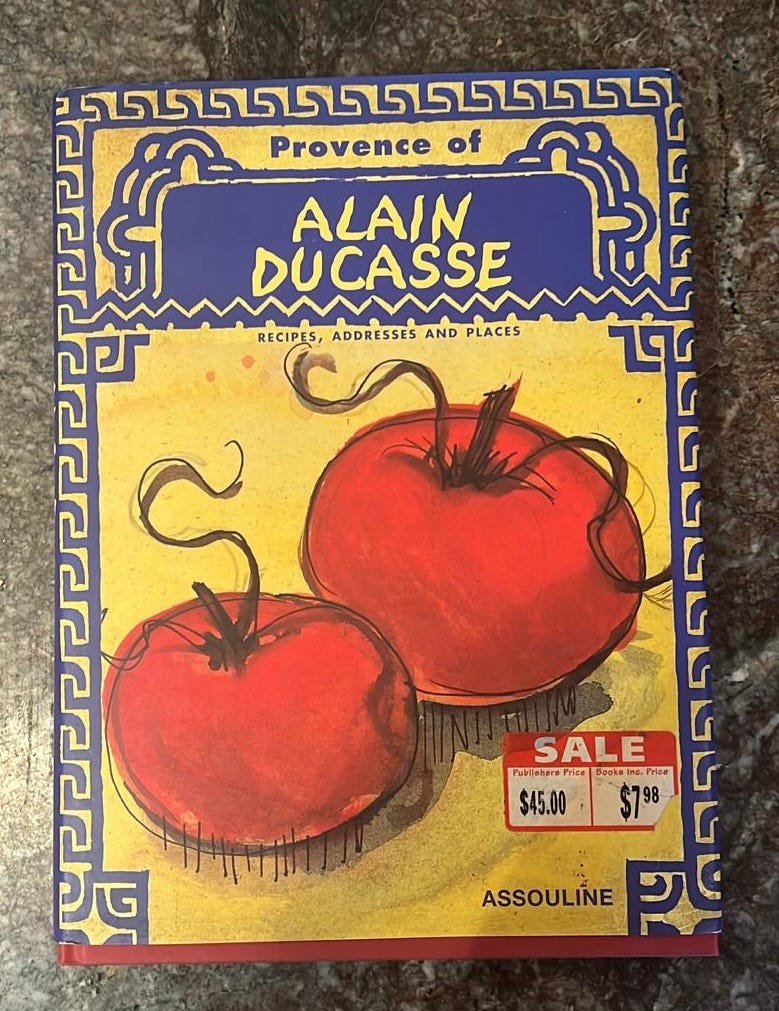 Provence of
ALAIN
DUCASSE
RECIPES, ADDRESSES AND PLACES
SALE
Publishers Price Books Inc. Price
$45.00 $7.98
ASSOULINE